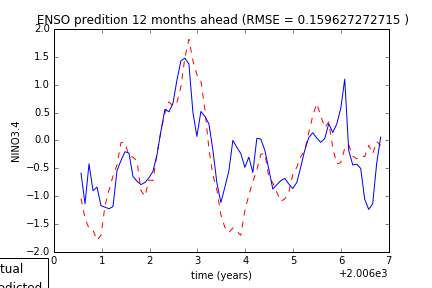 ENSO predition 12 months ahead (RMSE = 0.159627272715 )
2.0
1.5
1.0
0.5
0.0
−0.5
−1.0
−1.5
−2.0
NINO3.4
0 1 2 3 4 5 6 7
time (years)
+2.006e3
tual
edicted